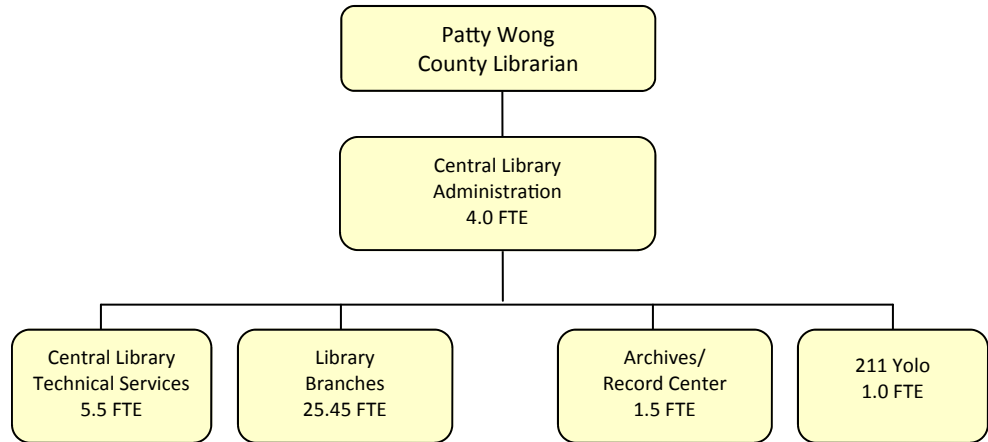 Patty Wong
County Librarian
Central Library
Administration
4.0 FTE
Central Library
Technical Services
5.5 FTE
Library
Branches
25.45 FTE
Archives/
Record Center
1.5 FTE
211 Yolo
1.0 FTE